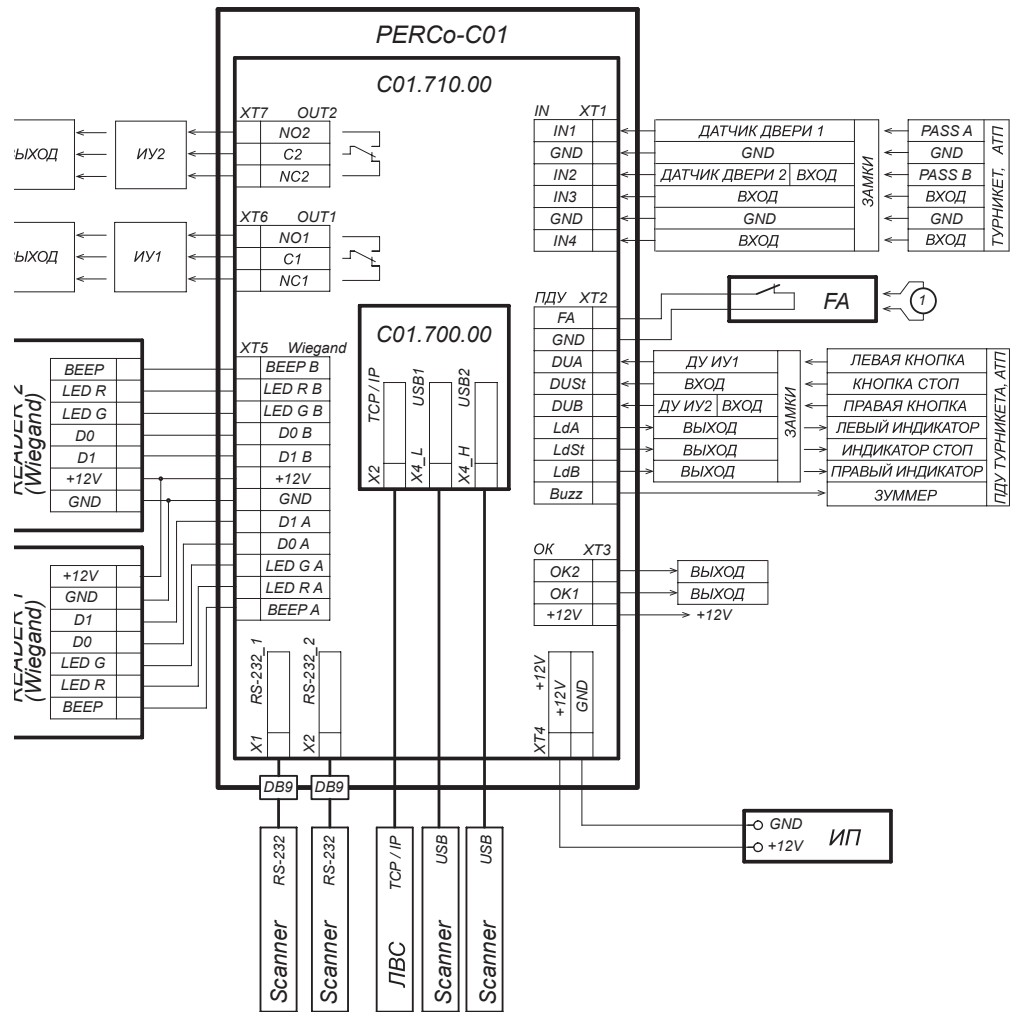 PERCo-C01
C01.710.00
XT7 OUT2
NO2
C2
NC2
ИУ2
XT6 OUT1
NO1
C1
NC1
ИУ1
IN XT1
IN1 ДАТЧИК ДВЕРИ 1 PASS A
GND GND GND
IN2 ДАТЧИК ДВЕРИ 2 ВХОД PASS B
IN3 ВХОД ВХОД
GND GND GND
IN4 ВХОД ВХОД
ЗАМКИ
ТУРНИКЕТ, АТП
ПДУ XT2
FA
GND
DUA ДУ ИУ1 ЛЕВАЯ КНОПКА
DUSt ВХОД КНОПКА СТОП
DUB ДУ ИУ2 ВХОД ПРАВАЯ КНОПКА
LdA ВЫХОД ЛЕВЫЙ ИНДИКАТОР
LdSt ВЫХОД ИНДИКАТОР СТОП
LdB ВЫХОД ПРАВЫЙ ИНДИКАТОР
Buzz ЗУММЕР
ЗАМКИ
ПДУ ТУРНИКЕТА, АТП
FA
1
C01.700.00
TCP / IP
X2
USB1
X4_L
USB2
X4_H
XT5 Wiegand
BEEP B
LED R B
LED G B
D0 B
D1 B
+12V
GND
D1 A
D0 A
LED G A
LED R A
BEEP A
(Wiegand)
BEEP
LED R
LED G
D0
D1
+12V
GND
(Wiegand)
+12V
GND
D1
D0
LED G
LED R
BEEP
OK XT3
OK2 ВЫХОД
OK1 ВЫХОД
+12V +12V
RS-232_1
X1
RS-232_2
X2
+12V
XT4
+12V
GND
DB9 DB9
GND
+12V
ИП
Scanner RS-232
Scanner RS-232
ЛВС TCP / IP
Scanner USB
Scanner USB